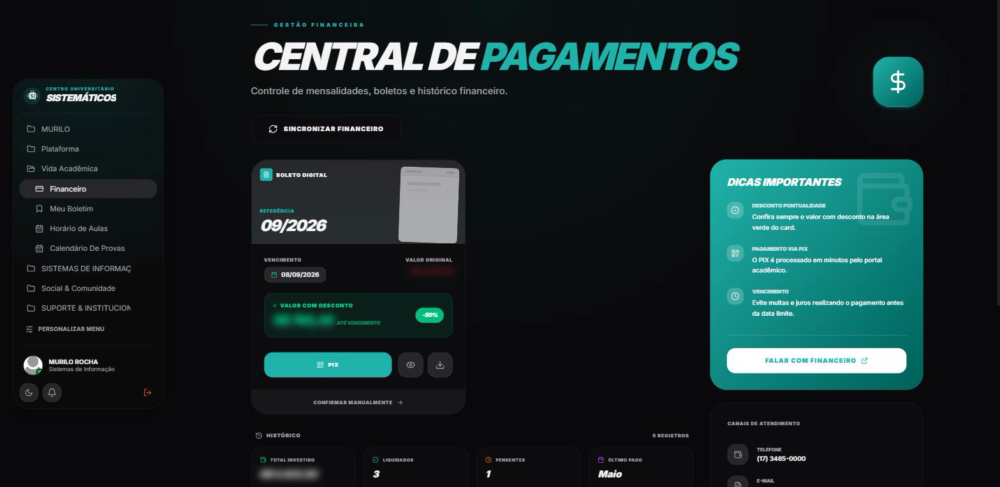 CENTRO UNIVERSITÁRIO
SISTEMÁTICOS
MURILO
Plataforma
Vida Acadêmica
Financeiro
Meu Boletim
Horário de Aulas
Calendário De Provas
SISTEMAS DE INFORMAÇ
Social & Comunidade
SUPORTE & INSTITUCION
PERSONALIZAR MENU
MURILO ROCHA
Sistemas de Informação
GESTÃO FINANCEIRA
CENTRAL DE PAGAMENTOS
Controle de mensalidades, boletos e histórico financeiro.
SINCRONIZAR FINANCEIRO
BOLETO DIGITAL
REFERÊNCIA
09/2026
VENCIMENTO
08/09/2026
VALOR ORIGINAL
VALOR COM DESCONTO
ATÉ VENCIMENTO
-50%
PIX
CONFIRMAR MANUALMENTE
HISTÓRICO
5 REGISTROS
TOTAL INVESTIDO
LIQUIDADOS
3
PENDENTES
1
ÚLTIMO PAGO
Maio
DICAS IMPORTANTES
DESCONTO PONTUALIDADE
Confira sempre o valor com desconto na área
verde do card.
PAGAMENTO VIA PIX
O PIX é processado em minutos pelo portal
acadêmico.
VENCIMENTO
Evite multas e juros realizando o pagamento antes
da data limite.
FALAR COM FINANCEIRO
CANAIS DE ATENDIMENTO
TELEFONE
(17) 3465-0000
E-MAIL